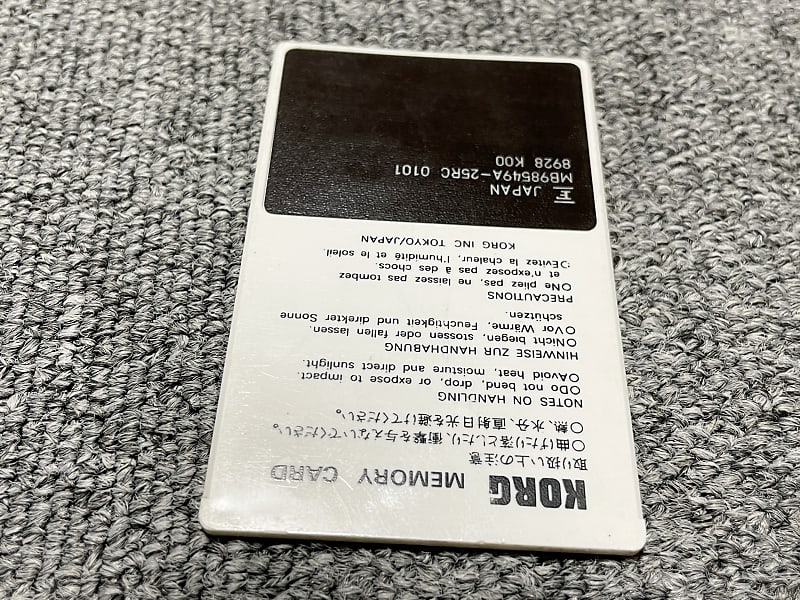 KORG MEMORY CARD
取り扱い上の注意
○曲げたり落としたり、衝撃を与えないでください。
○熱、水分、直射日光を避けてください。
NOTES ON HANDLING
○Do not bend, drop, or expose to impact.
○Avoid heat, moisture and direct sunlight.
HINWEISE ZUR HANDHABUNG
○Nicht biegen, stossen, oder fallen lassen.
○Vor Wärme, Feuchtigkeit und direkter Sonne
schützen.
PRECAUTIONS
○Ne pliez pas, ne laissez pas tombez
et n'exposez pas à des chocs.
○Evitez la chaleur, l'humidité et le soleil.
KORG INC TOKYO/JAPAN
F JAPAN
MB98549A-25RC 0101
8928 K00